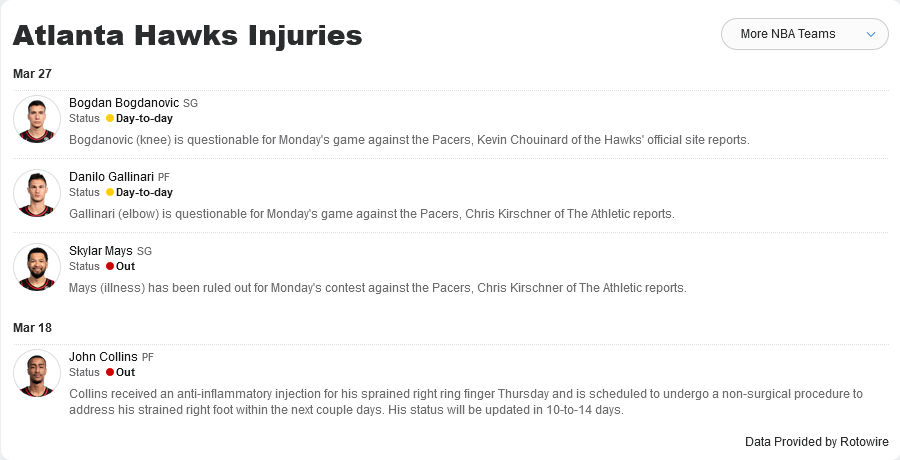 Atlanta Hawks Injuries
More NBA Teams
Mar 27
Bogdan Bogdanovic SG
Status Day-to-day
Bogdanovic (knee) is questionable for Monday's game against the Pacers, Kevin Chouinard of the Hawks' official site reports.
Danilo Gallinari PF
Status Day-to-day
Gallinari (elbow) is questionable for Monday's game against the Pacers, Chris Kirschner of The Athletic reports.
Skylar Mays SG
Status Out
Mays (illness) has been ruled out for Monday's contest against the Pacers, Chris Kirschner of The Athletic reports.
Mar 18
John Collins PF
Status Out
Collins received an anti-inflammatory injection for his sprained right ring finger Thursday and is scheduled to undergo a non-surgical procedure to
address his strained right foot within the next couple days. His status will be updated in 10-to-14 days.
Data Provided by Rotowire